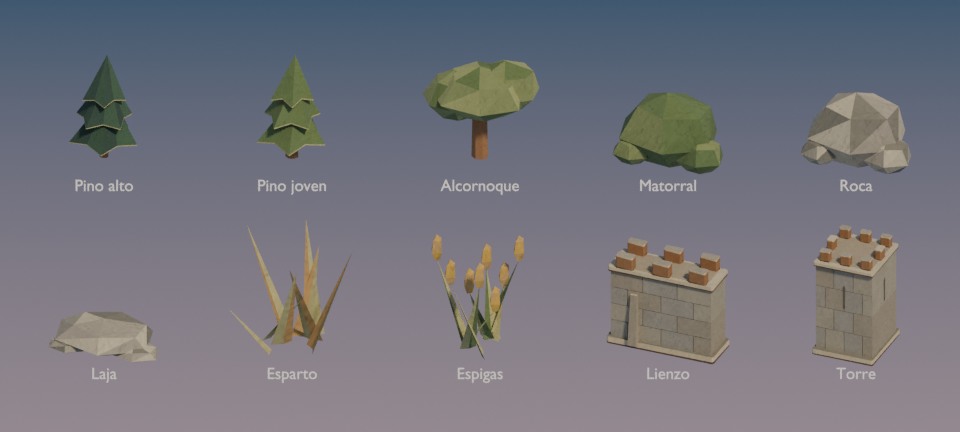 Pino alto
Pino joven
Alcornoque
Matorral
Roca
Laja
Esparto
Espigas
Lienzo
Torre